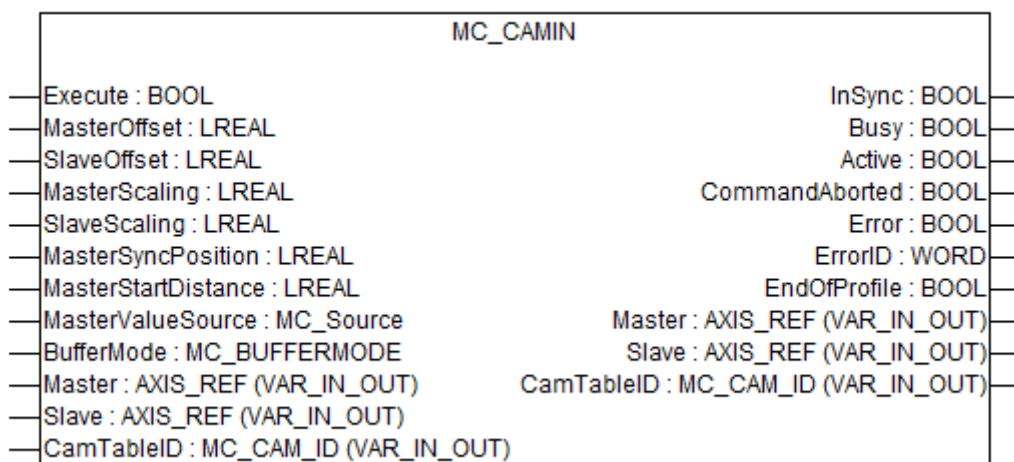 MC_CAMIN
Execute : BOOL
InSync : BOOL
MasterOffset : LREAL
Busy : BOOL
SlaveOffset : LREAL
Active : BOOL
MasterScaling : LREAL
CommandAborted : BOOL
SlaveScaling : LREAL
Error : BOOL
MasterSyncPosition : LREAL
ErrorID : WORD
MasterStartDistance : LREAL
EndOfProfile : BOOL
MasterValueSource : MC_Source
Master : AXIS_REF (VAR_IN_OUT)
BufferMode : MC_BUFFERMODE
Slave : AXIS_REF (VAR_IN_OUT)
Master : AXIS_REF (VAR_IN_OUT)
CamTableID : MC_CAM_ID (VAR_IN_OUT)
Slave : AXIS_REF (VAR_IN_OUT)
CamTableID : MC_CAM_ID (VAR_IN_OUT)